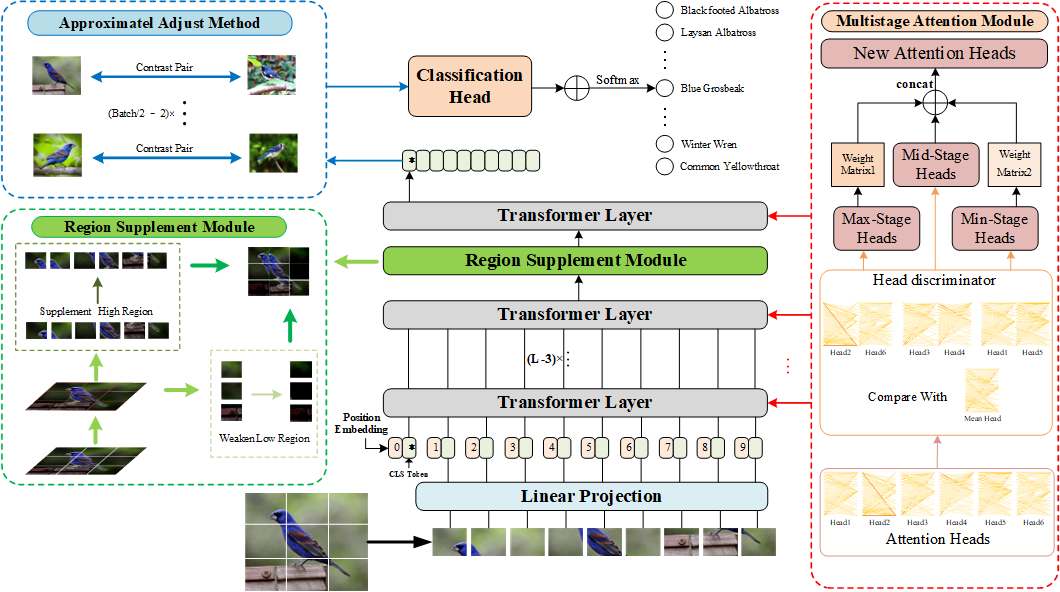 Approximatel Adjust Method
Contrast Pair
(Batch/2 - 2)×
Contrast Pair
Region Supplement Module
Supplement High Region
Weaken Low Region
Classification
Head
Softmax
Black footed Albatross
Laysan Albatross
Blue Grosbeak
Winter Wren
Common Yellowthroat
*
Transformer Layer
Region Supplement Module
Transformer Layer
(L -3)×
Transformer Layer
Position
Embedding
0 * 1 2 3 4 5 6 7 8 9
CLS Token
Linear Projection
Multistage Attention Module
New Attention Heads
concat
Weight
Matrix1
Mid-Stage
Heads
Weight
Matrix2
Max-Stage
Heads
Min-Stage
Heads
Head discriminator
Head2 Head6 Head3 Head4 Head1 Head5
Compare With
Mean Head
Head1 Head2 Head3 Head4 Head5 Head6
Attention Heads